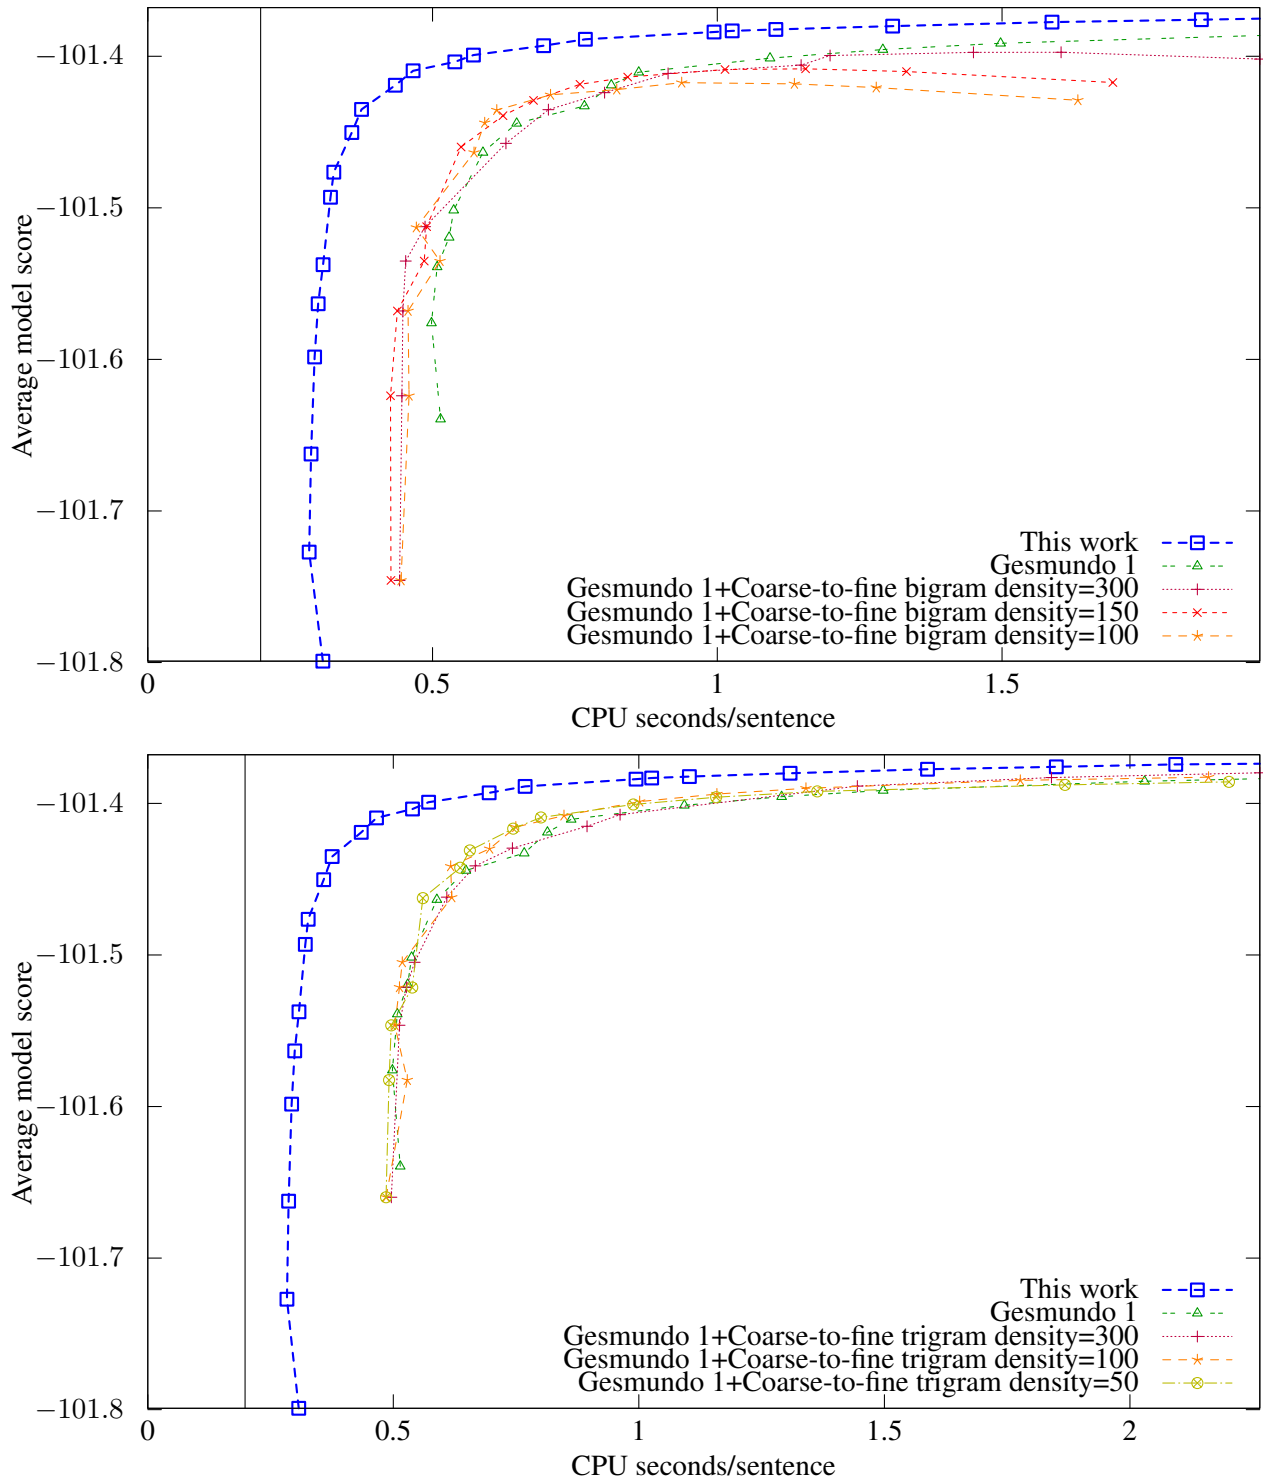 −101.4
−101.5
−101.6
−101.7
−101.8
Average model score
This work
Gesmundo 1
Gesmundo 1+Coarse-to-fine bigram density=300
Gesmundo 1+Coarse-to-fine bigram density=150
Gesmundo 1+Coarse-to-fine bigram density=100
0 0.5 1 1.5
CPU seconds/sentence
−101.4
−101.5
−101.6
−101.7
−101.8
Average model score
This work
Gesmundo 1
Gesmundo 1+Coarse-to-fine trigram density=300
Gesmundo 1+Coarse-to-fine trigram density=100
Gesmundo 1+Coarse-to-fine trigram density=50
0 0.5 1 1.5 2
CPU seconds/sentence